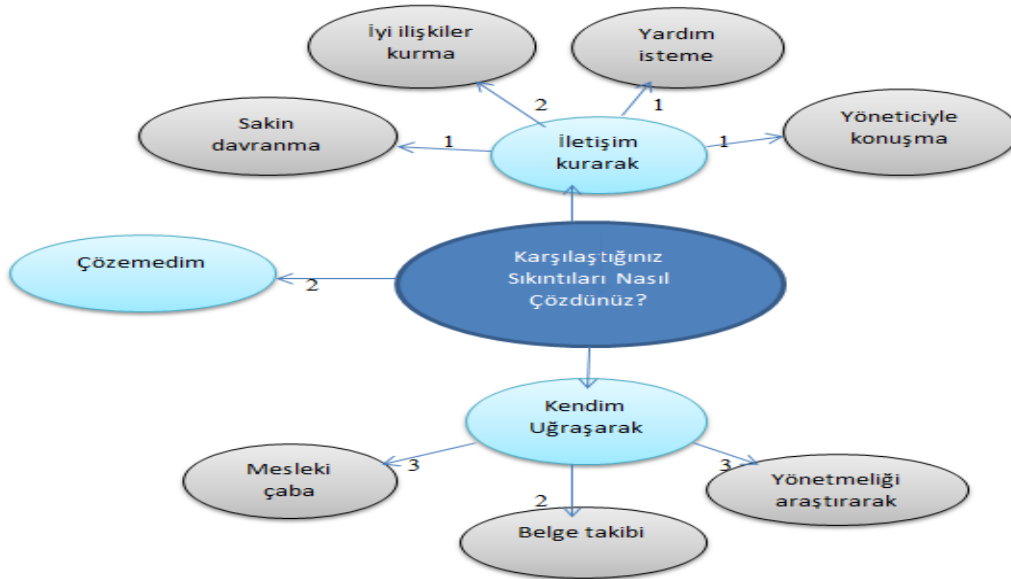 İyi ilişkiler
kurma
Yardım
isteme
2
1
Sakin
davranma
1
İletişim
kurarak
1
Yöneticiyle
konuşma
Çözemedim
2
Karşılaştığınız
Sıkıntıları Nasıl
Çözdünüz?
Kendim
Uğraşarak
Mesleki
çaba
3
2
3
Yönetmeliği
araştırarak
Belge takibi